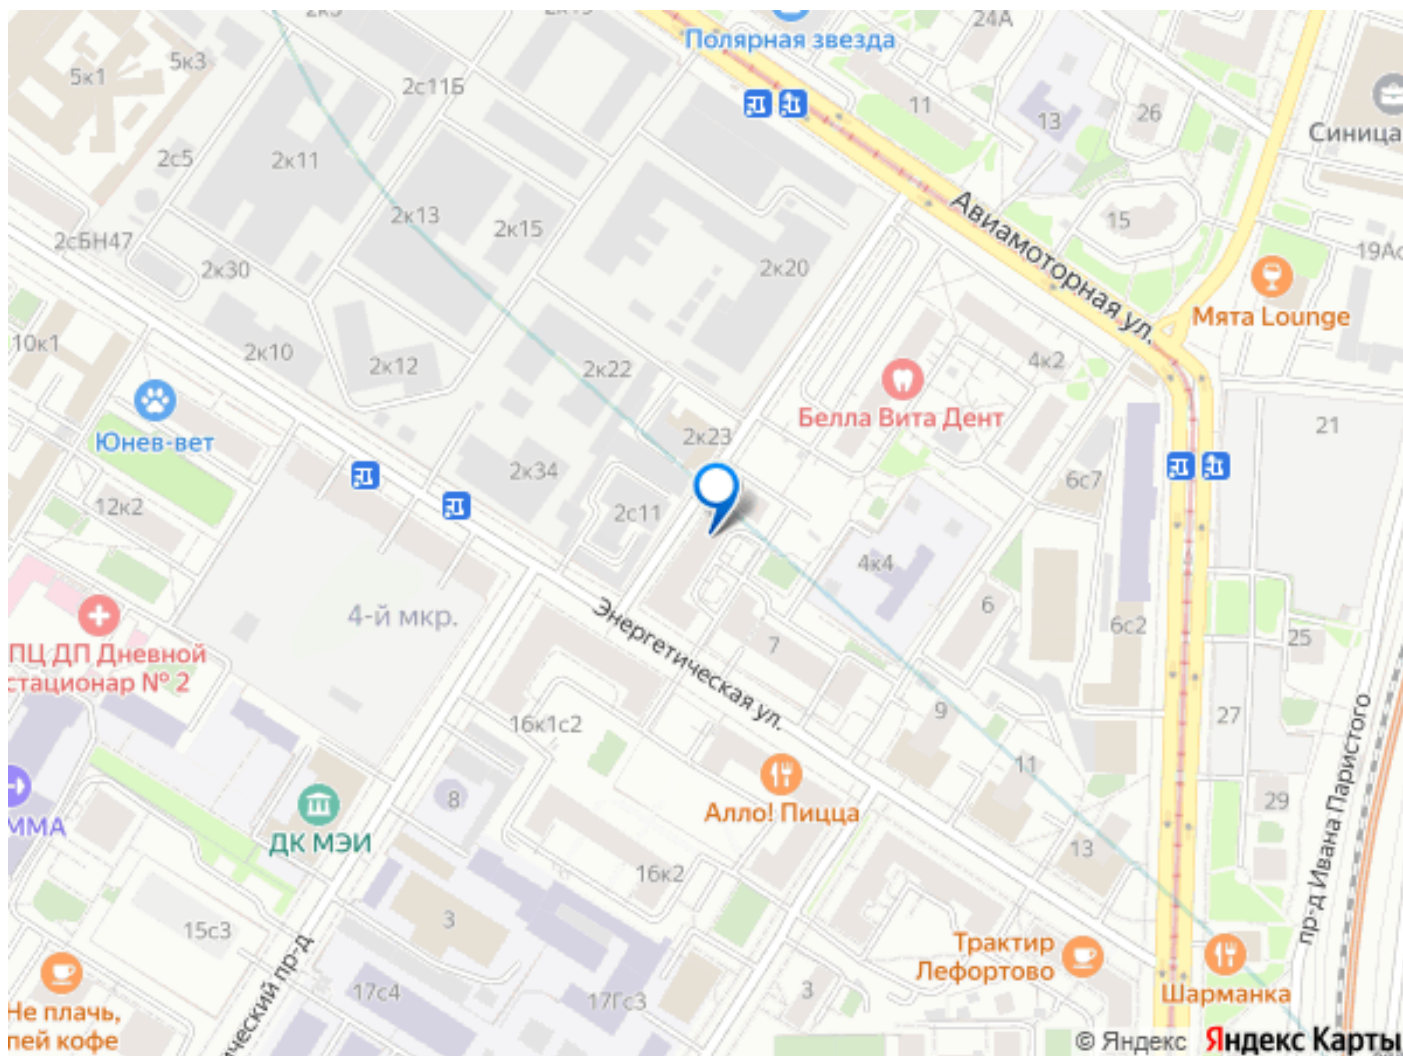 24А
Полярная звезда
5к3
5к1
2с11Б
11
13
26
Синица
2к11
2с5
2к13
2к15
2сБН47
2к30
2к20
15
Авиамоторная ул.
Мята Lounge
10к1
2к10
2к12
2к22
4к2
Белла Вита Дент
Юнев-вет
2к23
21
2к34
6с7
12к2
2с11
4к4
4-й мкр.
6
6с2
25
Энергетическая ул.
7
ПЦ ДП Дневной
стационар № 2
16к1с2
9
27
11
пр-д Ивана Паристого
8
Алло! Пицца
29
ММА
ДК МЭИ
13
16к2
15с3
3
Трактир
Лефортово
17с4
17Гс3
3
Шарманка
Не плачь,
пей кофе
ический пр-д
© Яндекс Яндекс Карты